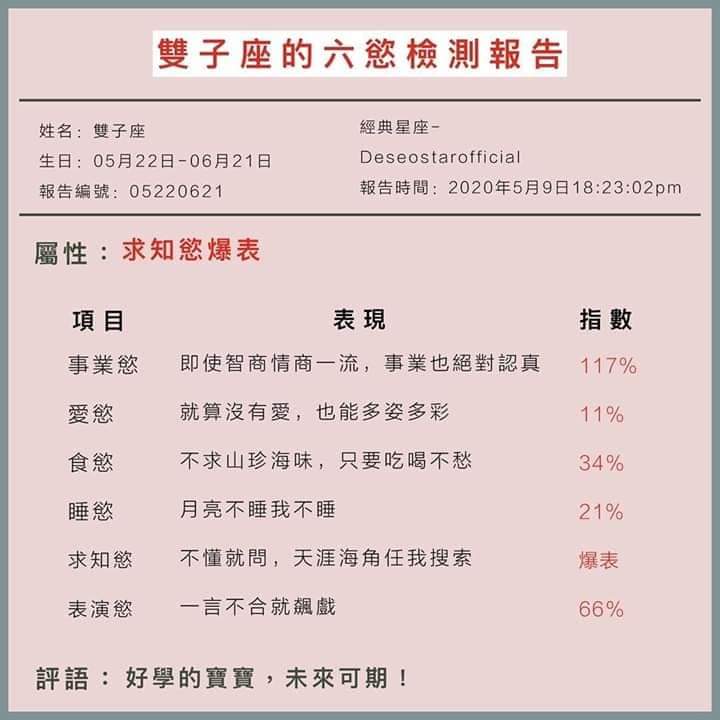 雙子座的六慾檢測報告
姓名：雙子座
生日：05月22日-06月21日
報告編號：05220621
經典星座-
Deseostarofficial
報告時間：2020年5月9日18:23:02pm
屬性：求知慾爆表
項目 表現 指數
事業慾 即使智商情商一流，事業也絕對認真 117%
愛慾 就算沒有愛，也能多姿多彩 11%
食慾 不求山珍海味，只要吃喝不愁 34%
睡慾 月亮不睡我不睡 21%
求知慾 不懂就問，天涯海角任我搜索 爆表
表演慾 一言不合就飆戲 66%
評語：好學的寶寶，未來可期！